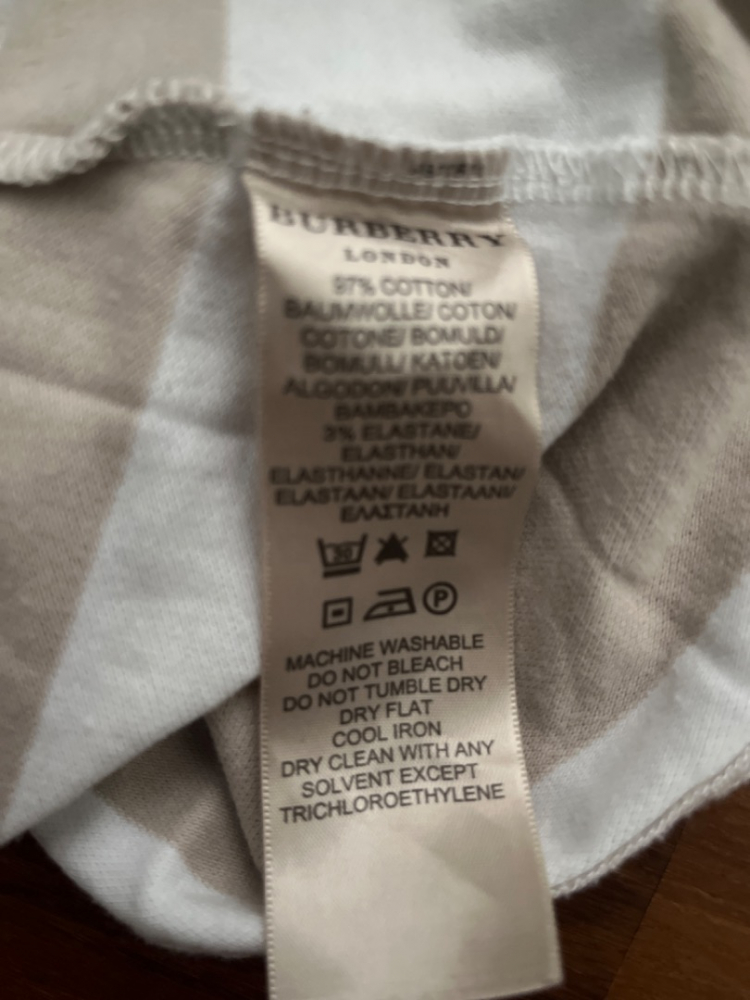 BURBERRY
LONDON
97% COTTON/
BAUMWOLLE/ COTON/
COTONE/ BOMULD/
BOMULL/ KATOEN/
ALGODON/ PUUVILLA/
ΒΑΜΒΑΚΕΡΟ
3% ELASTANE/
ELASTHAN/
ELASTHANNE/ ELASTAN/
ELASTAAN/ ELASTAANI/
ΕΛΑΣΤΑΝΗ
30
P
MACHINE WASHABLE
DO NOT BLEACH
DO NOT TUMBLE DRY
DRY FLAT
COOL IRON
DRY CLEAN WITH ANY
SOLVENT EXCEPT
TRICHLOROETHYLENE